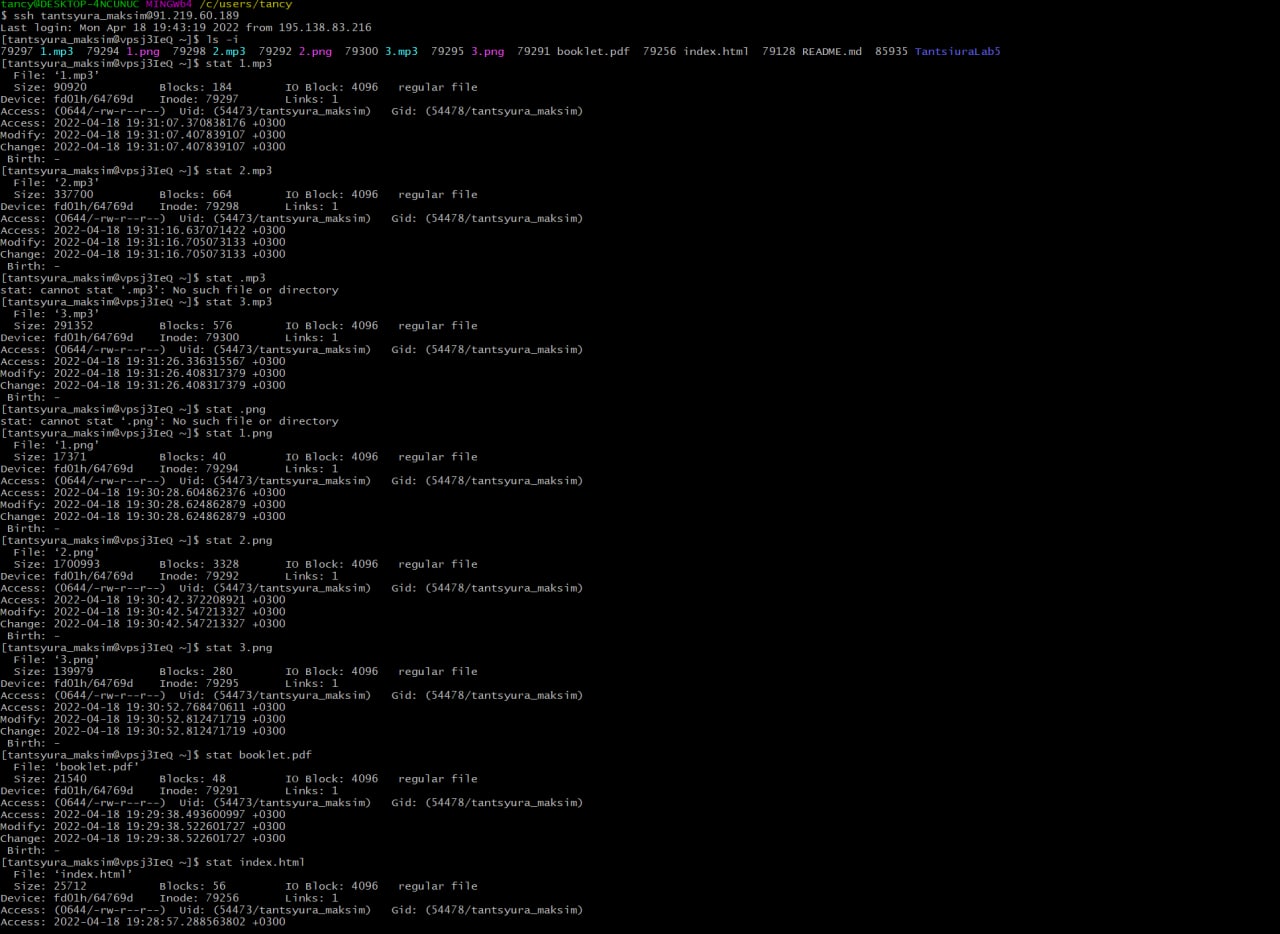 tancy@DESKTOP-4NCUNUC MINGW64 /c/users/tancy
$ ssh tantsyura_maksim@91.219.60.189
Last login: Mon Apr 18 19:43:19 2022 from 195.138.83.216
[tantsyura_maksim@vpsj3IeQ ~]$ ls -i
79297 1.mp3  79294 1.png  79298 2.mp3  79292 2.png  79300 3.mp3  79295 3.png  79291 booklet.pdf  79256 index.html  79128 README.md  85935 TantsiuraLab5
[tantsyura_maksim@vpsj3IeQ ~]$ stat 1.mp3
  File: ‘1.mp3’
  Size: 90920           Blocks: 184        IO Block: 4096   regular file
Device: fd01h/64769d    Inode: 79297       Links: 1
Access: (0644/-rw-r--r--)  Uid: (54473/tantsyura_maksim)   Gid: (54478/tantsyura_maksim)
Access: 2022-04-18 19:31:07.370838176 +0300
Modify: 2022-04-18 19:31:07.407839107 +0300
Change: 2022-04-18 19:31:07.407839107 +0300
 Birth: -
[tantsyura_maksim@vpsj3IeQ ~]$ stat 2.mp3
  File: ‘2.mp3’
  Size: 337700          Blocks: 664        IO Block: 4096   regular file
Device: fd01h/64769d    Inode: 79298       Links: 1
Access: (0644/-rw-r--r--)  Uid: (54473/tantsyura_maksim)   Gid: (54478/tantsyura_maksim)
Access: 2022-04-18 19:31:16.637071422 +0300
Modify: 2022-04-18 19:31:16.705073133 +0300
Change: 2022-04-18 19:31:16.705073133 +0300
 Birth: -
[tantsyura_maksim@vpsj3IeQ ~]$ stat .mp3
stat: cannot stat ‘.mp3’: No such file or directory
[tantsyura_maksim@vpsj3IeQ ~]$ stat 3.mp3
  File: ‘3.mp3’
  Size: 291352          Blocks: 576        IO Block: 4096   regular file
Device: fd01h/64769d    Inode: 79300       Links: 1
Access: (0644/-rw-r--r--)  Uid: (54473/tantsyura_maksim)   Gid: (54478/tantsyura_maksim)
Access: 2022-04-18 19:31:26.336315567 +0300
Modify: 2022-04-18 19:31:26.408317379 +0300
Change: 2022-04-18 19:31:26.408317379 +0300
 Birth: -
[tantsyura_maksim@vpsj3IeQ ~]$ stat .png
stat: cannot stat ‘.png’: No such file or directory
[tantsyura_maksim@vpsj3IeQ ~]$ stat 1.png
  File: ‘1.png’
  Size: 17371           Blocks: 40         IO Block: 4096   regular file
Device: fd01h/64769d    Inode: 79294       Links: 1
Access: (0644/-rw-r--r--)  Uid: (54473/tantsyura_maksim)   Gid: (54478/tantsyura_maksim)
Access: 2022-04-18 19:30:28.604862376 +0300
Modify: 2022-04-18 19:30:28.624862879 +0300
Change: 2022-04-18 19:30:28.624862879 +0300
 Birth: -
[tantsyura_maksim@vpsj3IeQ ~]$ stat 2.png
  File: ‘2.png’
  Size: 1700993         Blocks: 3328       IO Block: 4096   regular file
Device: fd01h/64769d    Inode: 79292       Links: 1
Access: (0644/-rw-r--r--)  Uid: (54473/tantsyura_maksim)   Gid: (54478/tantsyura_maksim)
Access: 2022-04-18 19:30:42.372208921 +0300
Modify: 2022-04-18 19:30:42.547213327 +0300
Change: 2022-04-18 19:30:42.547213327 +0300
 Birth: -
[tantsyura_maksim@vpsj3IeQ ~]$ stat 3.png
  File: ‘3.png’
  Size: 139979          Blocks: 280        IO Block: 4096   regular file
Device: fd01h/64769d    Inode: 79295       Links: 1
Access: (0644/-rw-r--r--)  Uid: (54473/tantsyura_maksim)   Gid: (54478/tantsyura_maksim)
Access: 2022-04-18 19:30:52.768470611 +0300
Modify: 2022-04-18 19:30:52.812471719 +0300
Change: 2022-04-18 19:30:52.812471719 +0300
 Birth: -
[tantsyura_maksim@vpsj3IeQ ~]$ stat booklet.pdf
  File: ‘booklet.pdf’
  Size: 21540           Blocks: 48         IO Block: 4096   regular file
Device: fd01h/64769d    Inode: 79291       Links: 1
Access: (0644/-rw-r--r--)  Uid: (54473/tantsyura_maksim)   Gid: (54478/tantsyura_maksim)
Access: 2022-04-18 19:29:38.493600997 +0300
Modify: 2022-04-18 19:29:38.522601727 +0300
Change: 2022-04-18 19:29:38.522601727 +0300
 Birth: -
[tantsyura_maksim@vpsj3IeQ ~]$ stat index.html
  File: ‘index.html’
  Size: 25712           Blocks: 56         IO Block: 4096   regular file
Device: fd01h/64769d    Inode: 79256       Links: 1
Access: (0644/-rw-r--r--)  Uid: (54473/tantsyura_maksim)   Gid: (54478/tantsyura_maksim)
Access: 2022-04-18 19:28:57.288563802 +0300